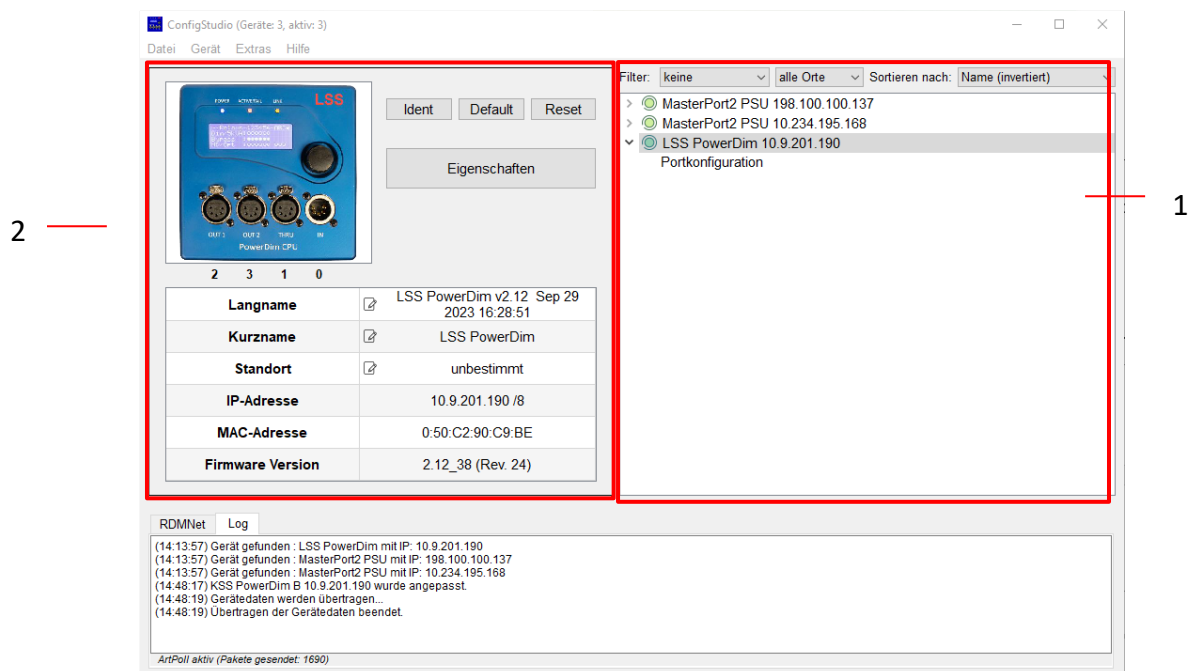 ConfigStudio (Geräte: 3, aktiv: 3)
Datei Gerät Extras Hilfe
Filter: keine alle Orte Sortieren nach: Name (invertiert)
LSS
Ident Default Reset
Eigenschaften
OUT 1 OUT 2 THRU IN
PowerDim CPU
2 3 1 0
Langname LSS PowerDim v2.12 Sep 29
2023 16:28:51
Kurzname LSS PowerDim
Standort unbestimmt
IP-Adresse 10.9.201.190 /8
MAC-Adresse 0:50:C2:90:C9:BE
Firmware Version 2.12_38 (Rev. 24)
MasterPort2 PSU 198.100.100.137
MasterPort2 PSU 10.234.195.168
LSS PowerDim 10.9.201.190
Portkonfiguration
1
2
RDMNet Log
(14:13:57) Gerät gefunden : LSS PowerDim mit IP: 10.9.201.190
(14:13:57) Gerät gefunden : MasterPort2 PSU mit IP: 198.100.100.137
(14:13:57) Gerät gefunden : MasterPort2 PSU mit IP: 10.234.195.168
(14:48:17) KSS PowerDim B 10.9.201.190 wurde angepasst.
(14:48:19) Gerätedaten werden übertragen...
(14:48:19) Übertragen der Gerätedaten beendet.
ArtPoll aktiv (Pakete gesendet: 1690)